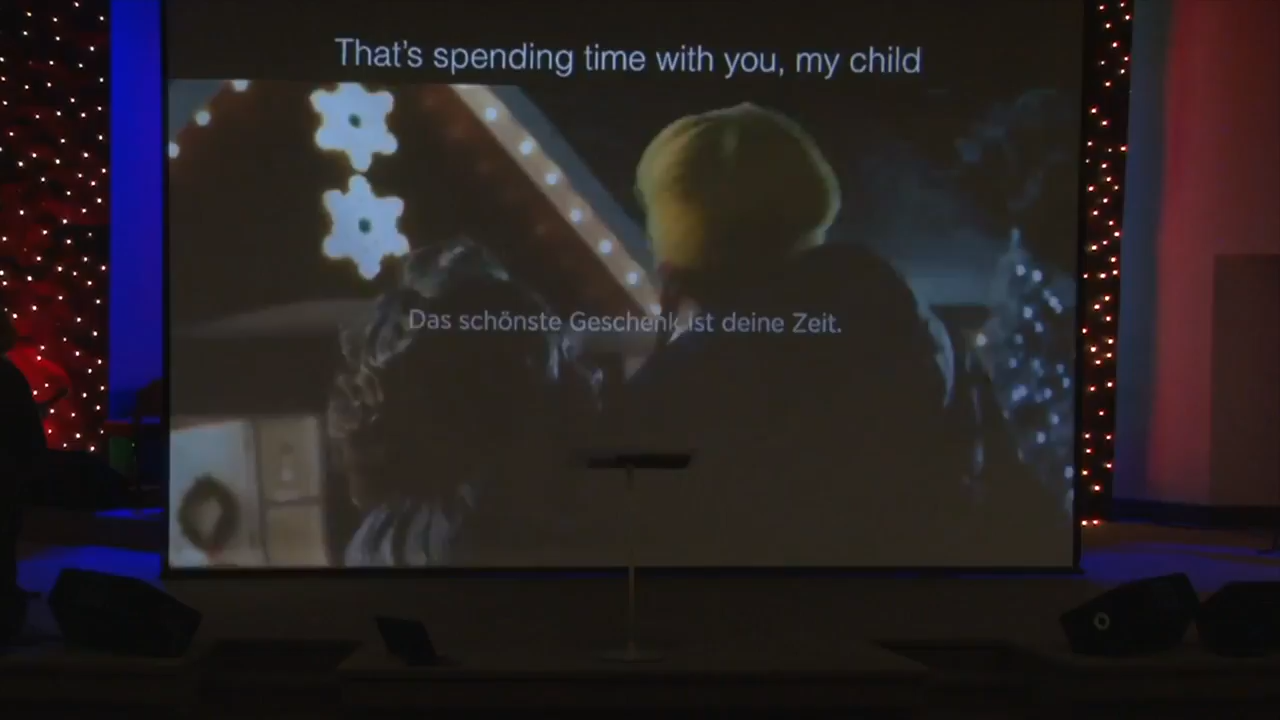 That's spending time with you, my child
Das schönste Geschenk ist deine Zeit.